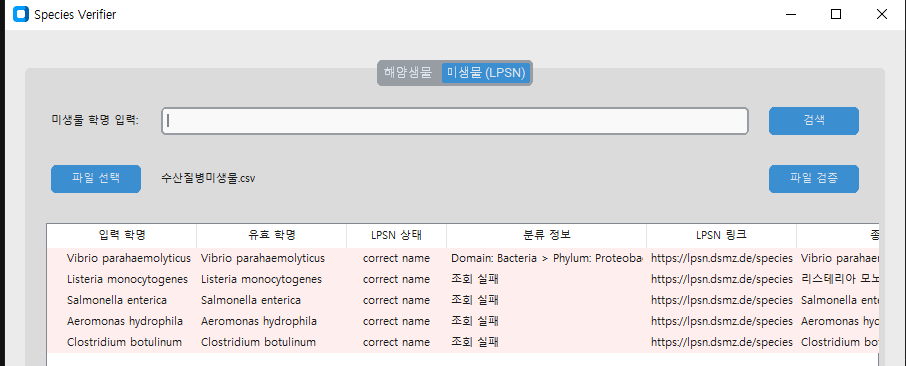 Species Verifier
해양생물 미생물 (LPSN)
미생물 학명 입력: 검색
파일 선택 수산질병미생물.csv 파일 검증
입력 학명 유효 학명 LPSN 상태 분류 정보 LPSN 링크 종
Vibrio parahaemolyticus Vibrio parahaemolyticus correct name Domain: Bacteria > Phylum: Proteobac https://lpsn.dsmz.de/species Vibrio paraha
Listeria monocytogenes Listeria monocytogenes correct name 조회 실패 https://lpsn.dsmz.de/species 리스테리아 모노
Salmonella enterica Salmonella enterica correct name 조회 실패 https://lpsn.dsmz.de/species Salmonella ente
Aeromonas hydrophila Aeromonas hydrophila correct name 조회 실패 https://lpsn.dsmz.de/species Aeromonas hyd
Clostridium botulinum Clostridium botulinum correct name 조회 실패 https://lpsn.dsmz.de/species Clostridium bot